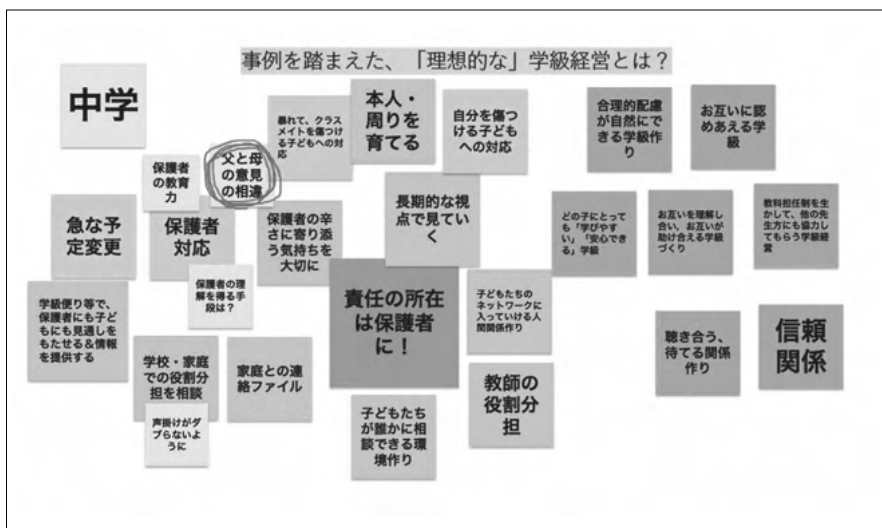 事例を踏まえた、「理想的な」学級経営とは？
中学
暴れて、クラス
メイトを傷つけ
る子どもへの対
応
本人・
周りを
育てる
自分を傷つ
ける子ども
への対応
合理的配慮
が自然にで
きる学級作
り
お互いに認
めあえる学
級
保護者
の教育
力
父と母
の意見
の相違
急な予
定変更
保護者
対応
保護者の辛
さに寄り添
う気持ちを
大切に
長期的な視
点で見てい
く
どの子にとって
も「学びやす
い」「安心でき
る」学級
お互いを理解し
合い、お互いが
助け合える学級
づくり
教科担任制を生
かして、他の先
生方にも協力し
てもらう学級経
営
保護者の理
解を得る手
段は？
責任の所在
は保護者
に！
子どもたちの
ネットワークに
入っていける人
間関係作り
学級便り等で、
保護者にも子ど
もにも見通しを
もたせる&情報
を提供する
学校・家庭
での役割分
担を相談
家庭との連
絡ファイル
聴き合う、
待てる関係
作り
信頼
関係
教師の
役割分
担
声掛けがダ
ブらないよう
に
子どもたち
が誰かに相
談できる環
境作り